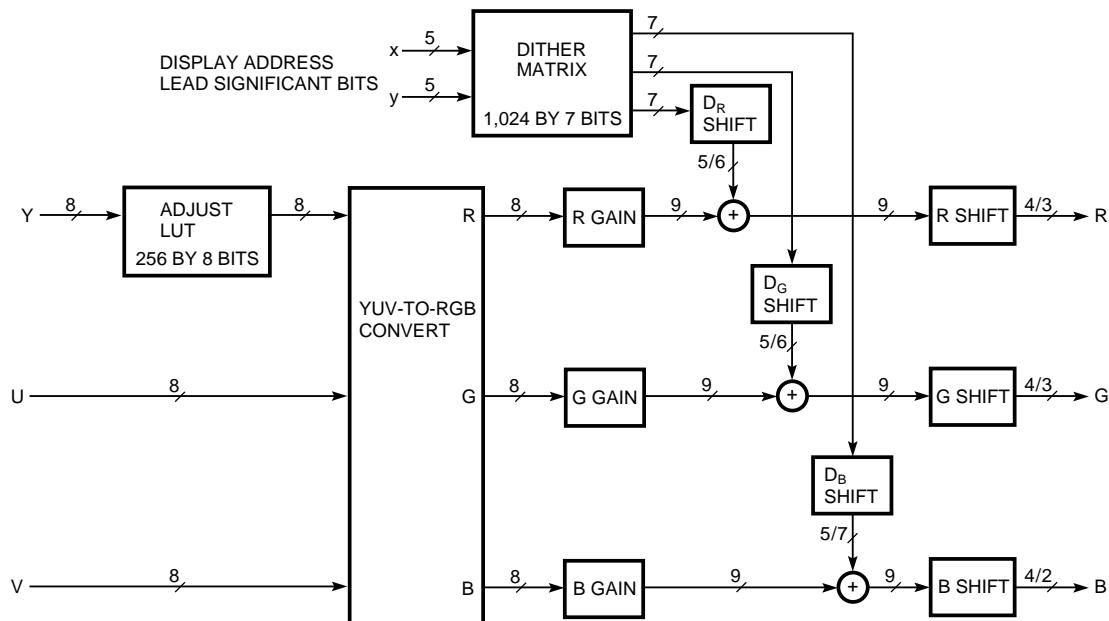 7
5
x
DITHER
MATRIX
DISPLAY ADDRESS
LEAD SIGNIFICANT BITS
7
5
y
7
1,024 BY 7 BITS
DR
SHIFT
5/6
Y
8
ADJUST
LUT
256 BY 8 BITS
8
R
8
R GAIN
9
+
9
R SHIFT
4/3
R
YUV-TO-RGB
CONVERT
DG
SHIFT
5/6
U
8
G
8
G GAIN
9
+
9
G SHIFT
4/3
G
DB
SHIFT
5/7
V
8
B
8
B GAIN
9
+
9
B SHIFT
4/2
B